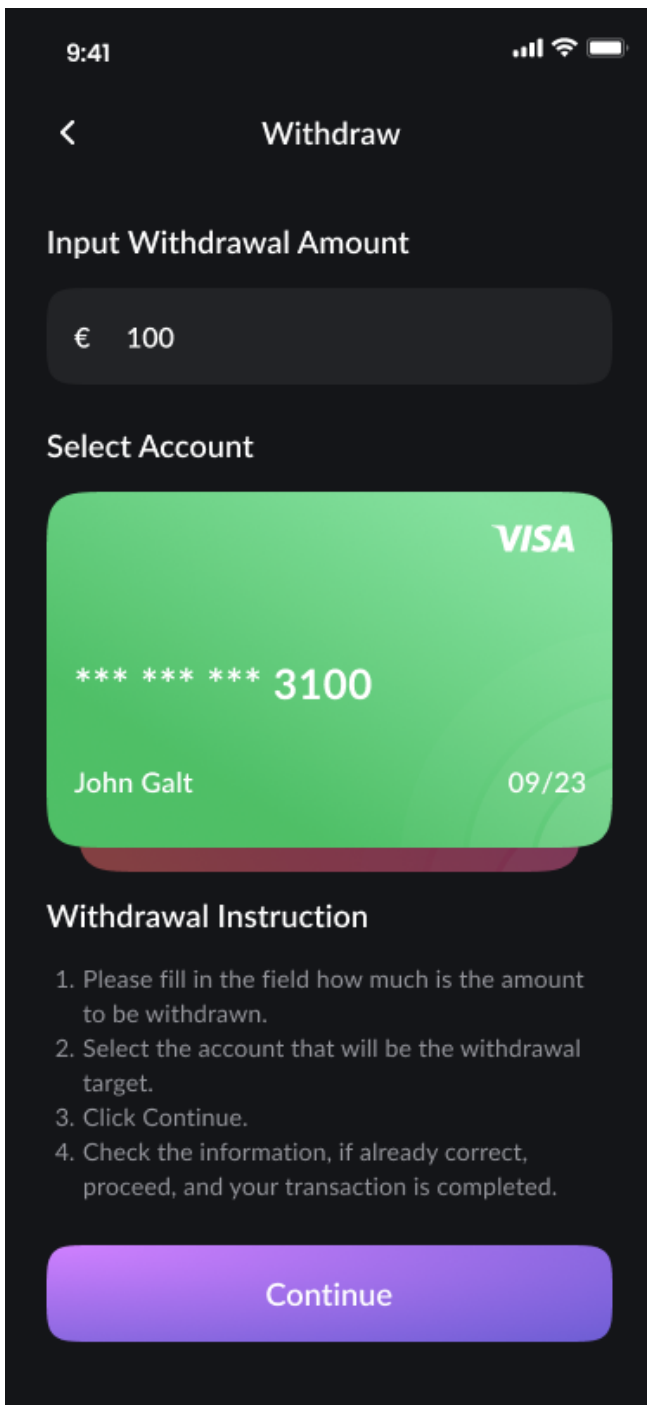 9:41
Withdraw
Input Withdrawal Amount
€ 100
Select Account
VISA
*** *** *** 3100
John Galt 09/23
Withdrawal Instruction
1. Please fill in the field how much is the amount
to be withdrawn.
2. Select the account that will be the withdrawal
target.
3. Click Continue.
4. Check the information, if already correct,
proceed, and your transaction is completed.
Continue